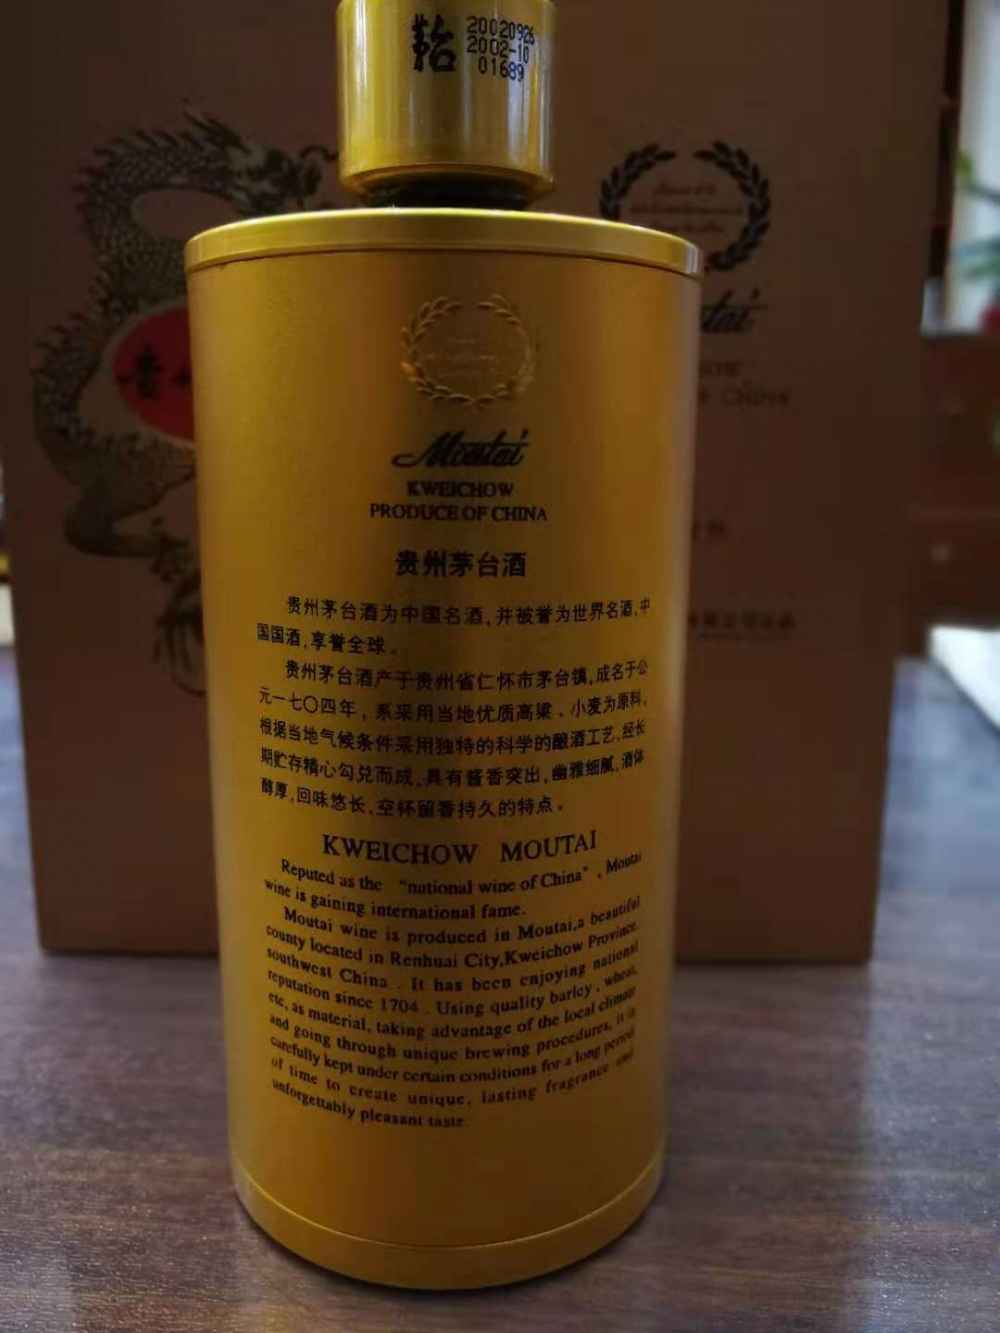 20020926
2002-10
01689
Moutai
KWEICHOW
PRODUCE OF CHINA
贵州茅台酒
贵州茅台酒为中国名酒,并被誉为世界名酒,中
国国酒,享誉全球。
贵州茅台酒产于贵州省仁怀市茅台镇,成名于公
元一七〇四年，系采用当地优质高粱、小麦为原料,
根据当地气候条件采用独特的科学的酿酒工艺,经长
期贮存精心勾兑而成,具有酱香突出,幽雅细腻,酒体
醇厚,回味悠长,空杯留香持久的特点。
KWEICHOW MOUTAI
Reputed as the "national wine of China", Moutai
wine is gaining international fame.
Moutai wine is produced in Moutai,a beautiful
county located in Renhuai City,Kweichow Province,
southwest China. It has been enjoying national
reputation since 1704. Using quality barley, wheat,
etc, as material, taking advantage of the local climate
and going through unique brewing procedures, it is
carefully kept under certain conditions for a long period
of time to create unique, lasting fragrance and
unforgettably pleasant taste.
tai
CHINA